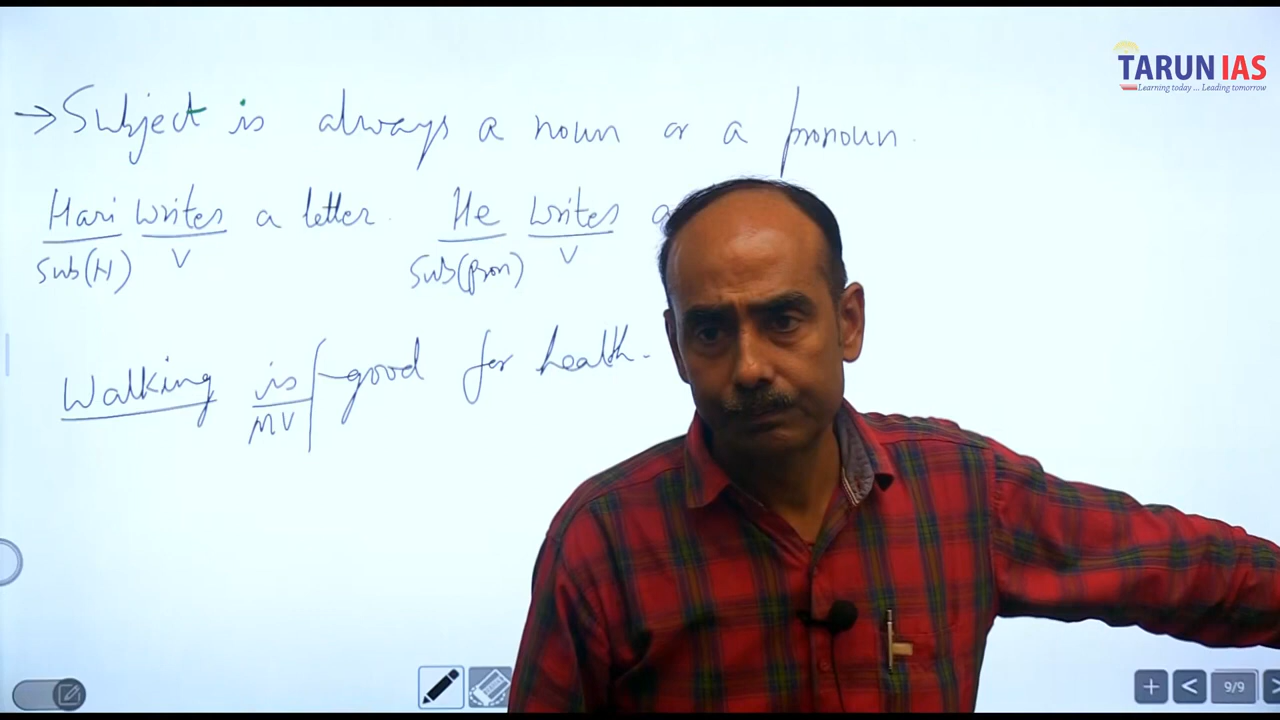 TARUN IAS
Learning today ... Leading tomorrow
→ Subject is always a noun or a pronoun.
Hari writes a letter. He writes a
Sub(N) V Sub(pron) V
Walking is good for health.
MV
9/9